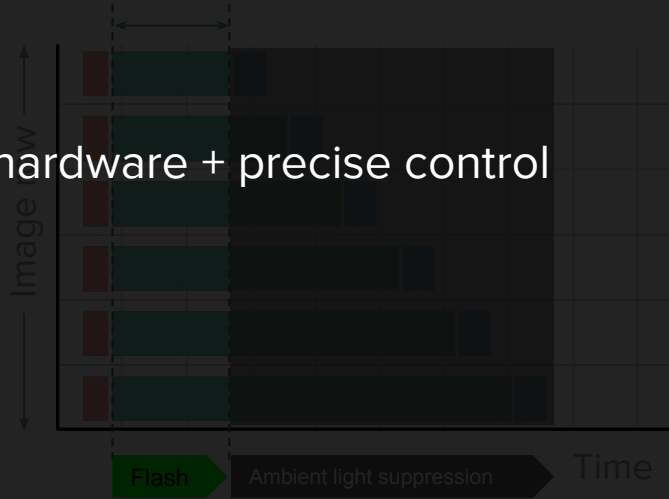 hardware + precise control
Image row
Flash
Ambient light suppression
Time